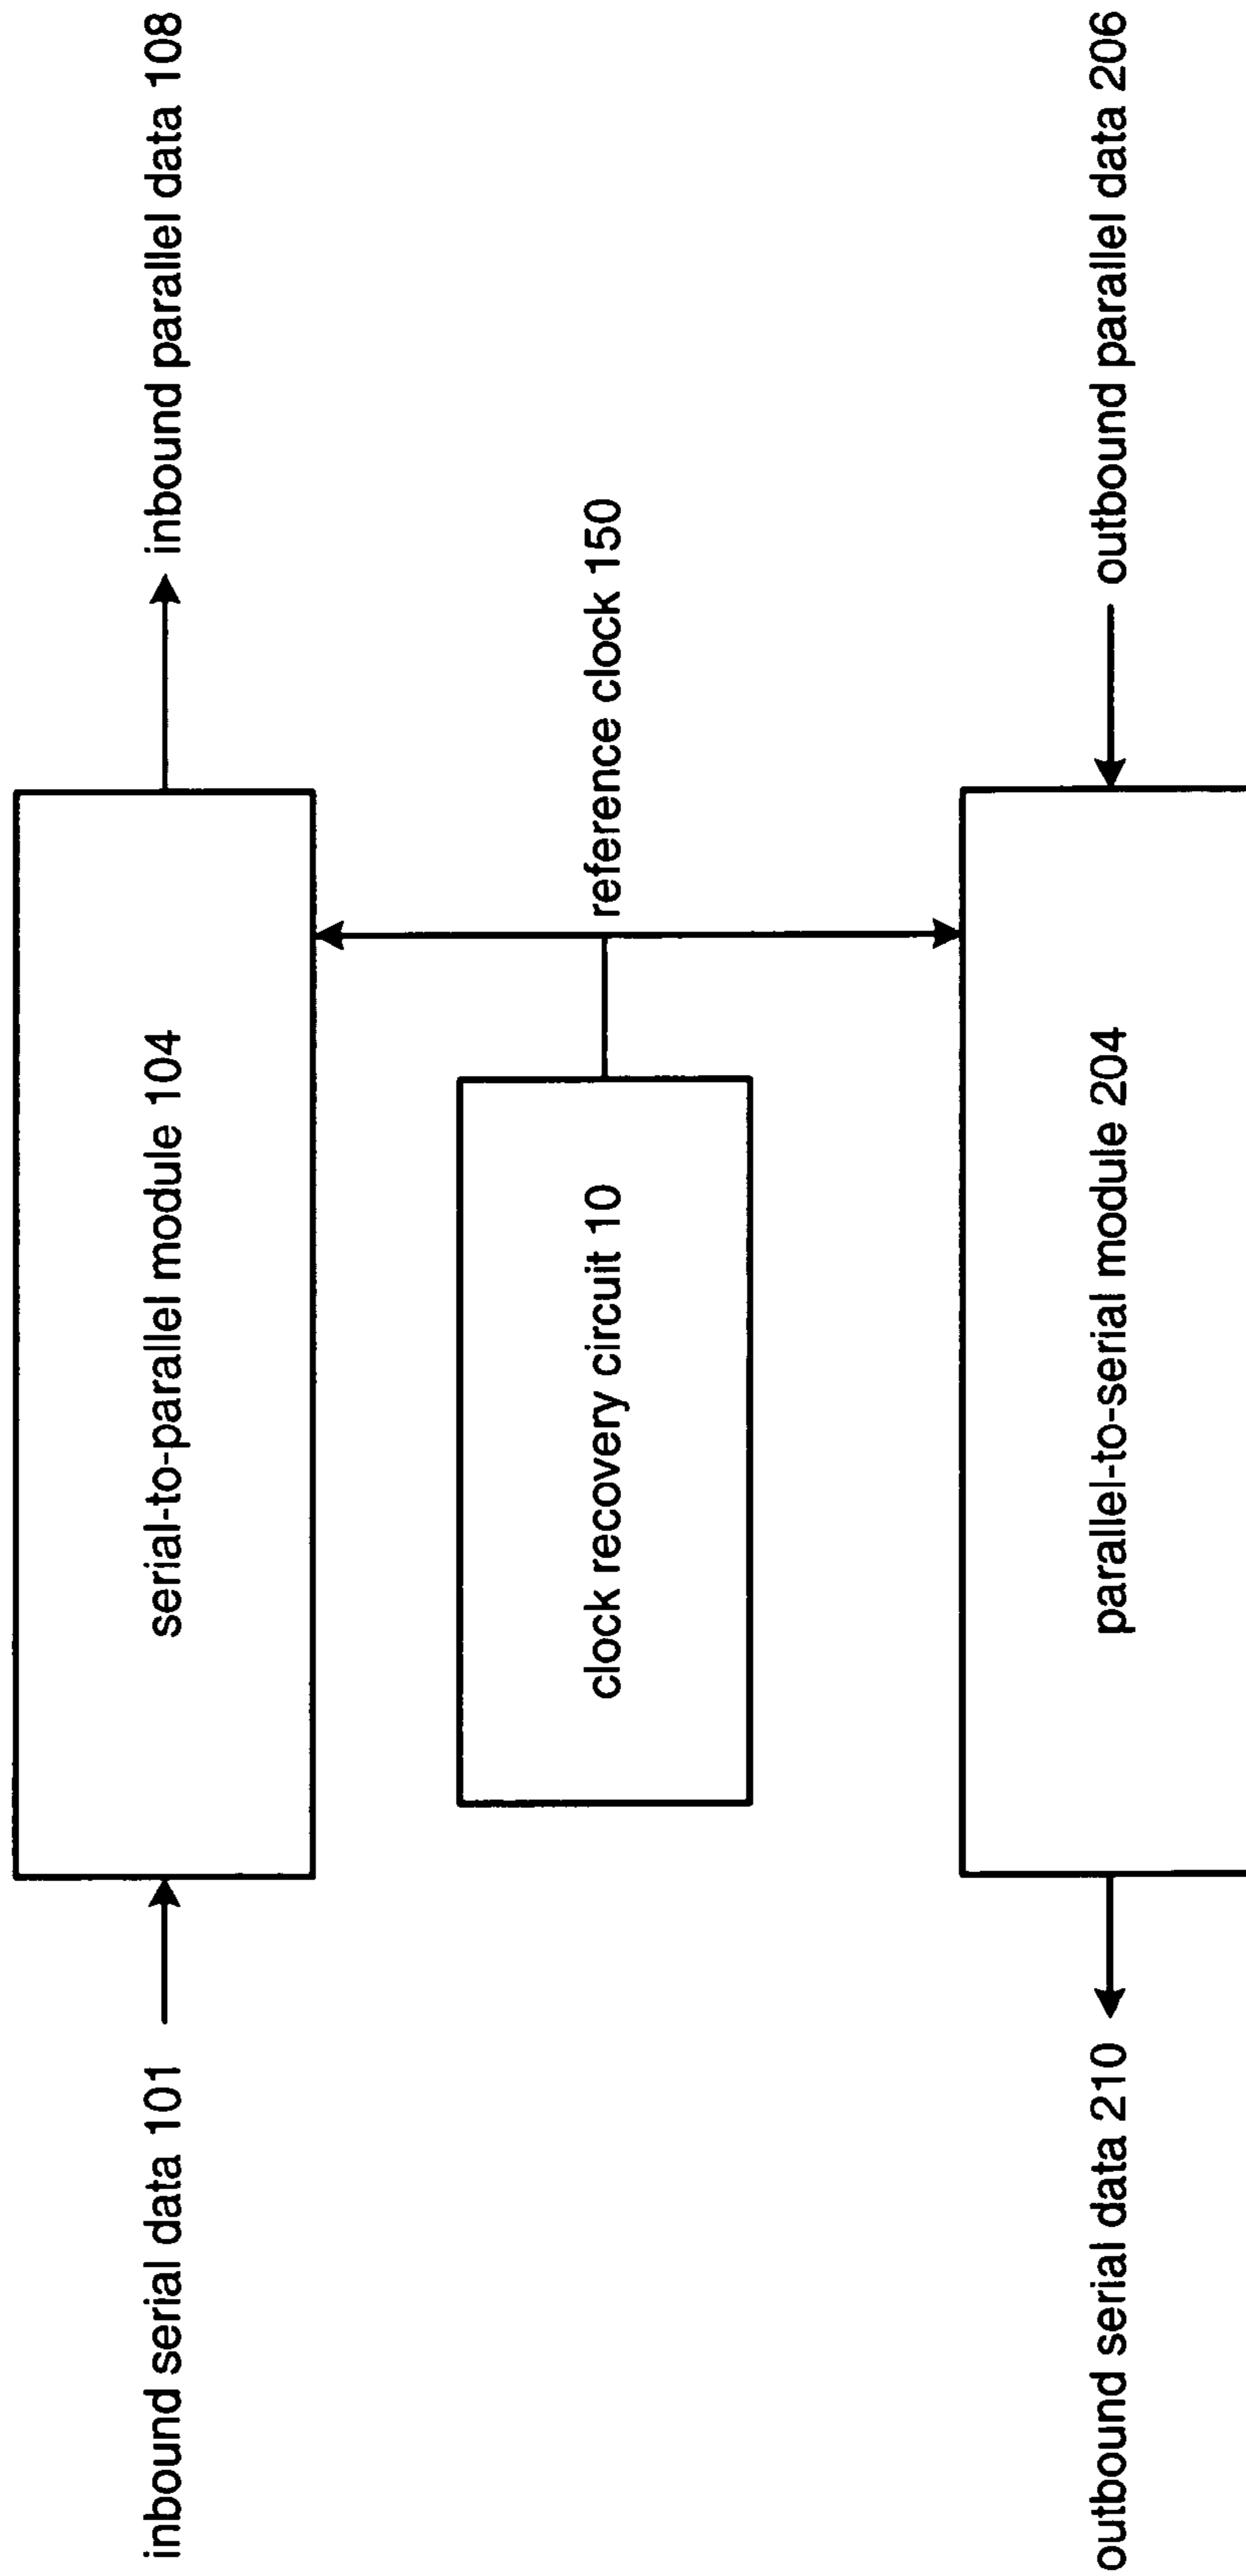 inbound serial data 101
serial-to-parallel module 104
inbound parallel data 108
clock recovery circuit 10
reference clock 150
outbound serial data 210
parallel-to-serial module 204
outbound parallel data 206